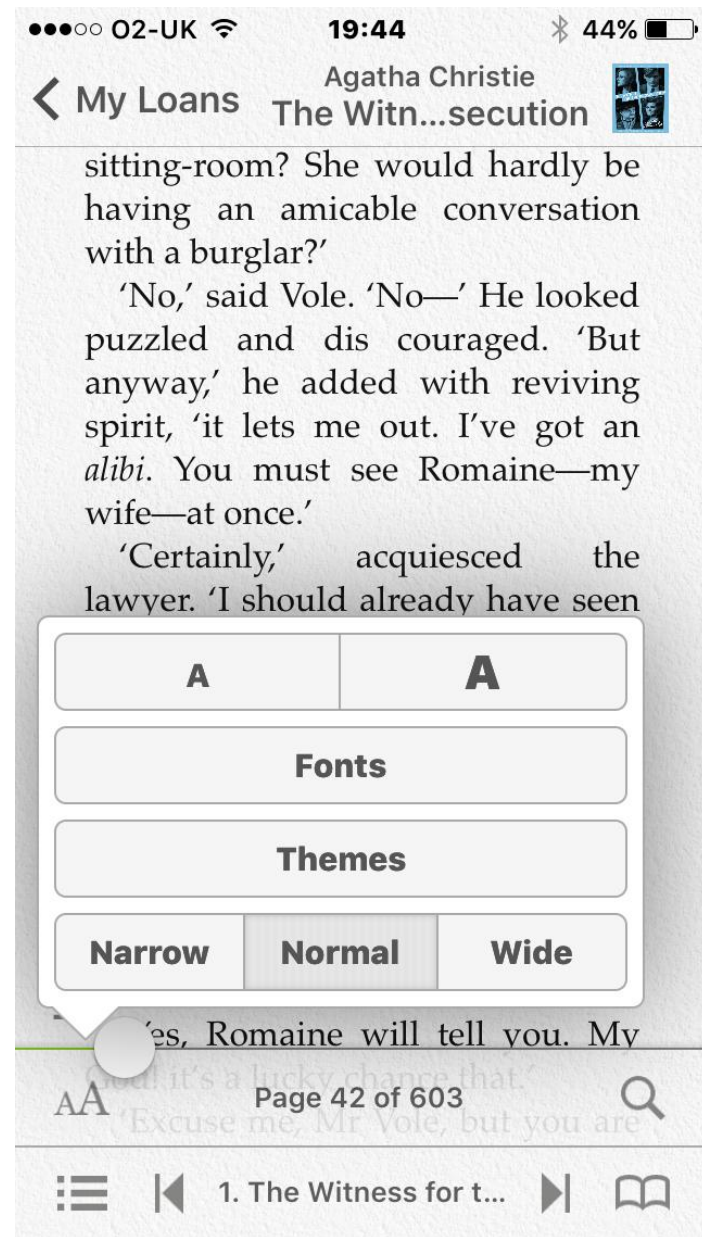 O2-UK 19:44 44%
My Loans
Agatha Christie
The Witn...secution
sitting-room? She would hardly be
having an amicable conversation
with a burglar?’
‘No,’ said Vole. ‘No—’ He looked
puzzled and dis couraged. ‘But
anyway,’ he added with reviving
spirit, ‘it lets me out. I’ve got an
alibi. You must see Romaine—my
wife—at once.’
‘Certainly,’ acquiesced the
lawyer. ‘I should already have seen
A A
Fonts
Themes
Narrow Normal Wide
es, Romaine will tell you. My
God! it’s a lucky chance that.’
AA Page 42 of 603
‘Excuse me, Mr Vole, but you are
1. The Witness for t...